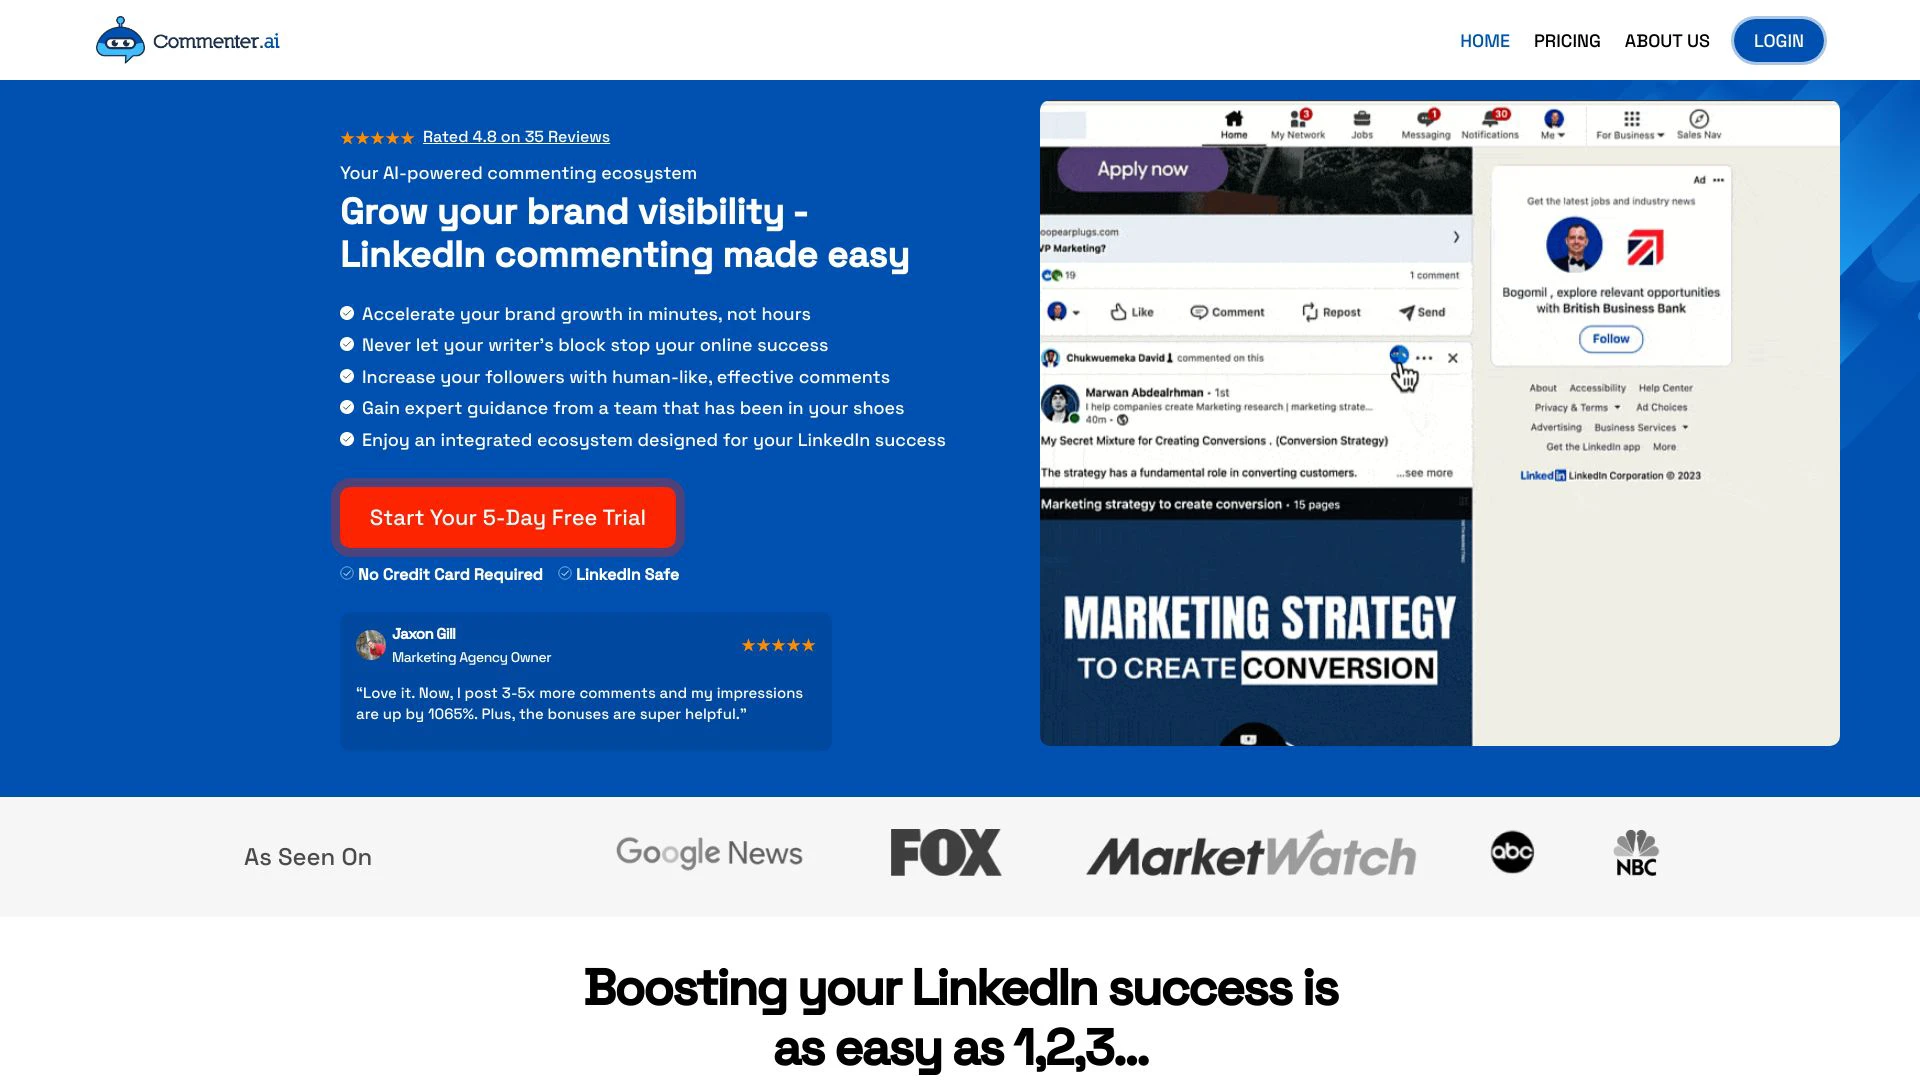 Commenter.ai
HOME
PRICING
ABOUT US
LOGIN
Rated 4.8 on 35 Reviews
Your AI-powered commenting ecosystem
Grow your brand visibility -
LinkedIn commenting made easy
Accelerate your brand growth in minutes, not hours
Never let your writer's block stop your online success
Increase your followers with human-like, effective comments
Gain expert guidance from a team that has been in your shoes
Enjoy an integrated ecosystem designed for your LinkedIn success
Start Your 5-Day Free Trial
No Credit Card Required
LinkedIn Safe
Jaxon Gill
Marketing Agency Owner
“Love it. Now, I post 3-5x more comments and my impressions
are up by 1065%. Plus, the bonuses are super helpful.”
3
1
30
Home
My Network
Jobs
Messaging
Notifications
Me
For Business
Sales Nav
Apply now
oopearplugs.com
VP Marketing?
19
1 comment
Like
Comment
Repost
Send
Chukwuemeka David commented on this
Marwan Abdealrhman • 1st
I help companies create Marketing research | marketing strate...
40m •
My Secret Mixture for Creating Conversions . (Conversion Strategy)
The strategy has a fundamental role in converting customers.
...see more
Marketing strategy to create conversion • 15 pages
MARKETING STRATEGY
TO CREATE CONVERSION
Ad
Get the latest jobs and industry news
Bogomil , explore relevant opportunities
with British Business Bank
Follow
About Accessibility Help Center
Privacy & Terms Ad Choices
Advertising Business Services
Get the LinkedIn app More
LinkedIn LinkedIn Corporation © 2023
As Seen On
Google News
FOX
MarketWatch
abc
NBC
Boosting your LinkedIn success is
as easy as 1,2,3...